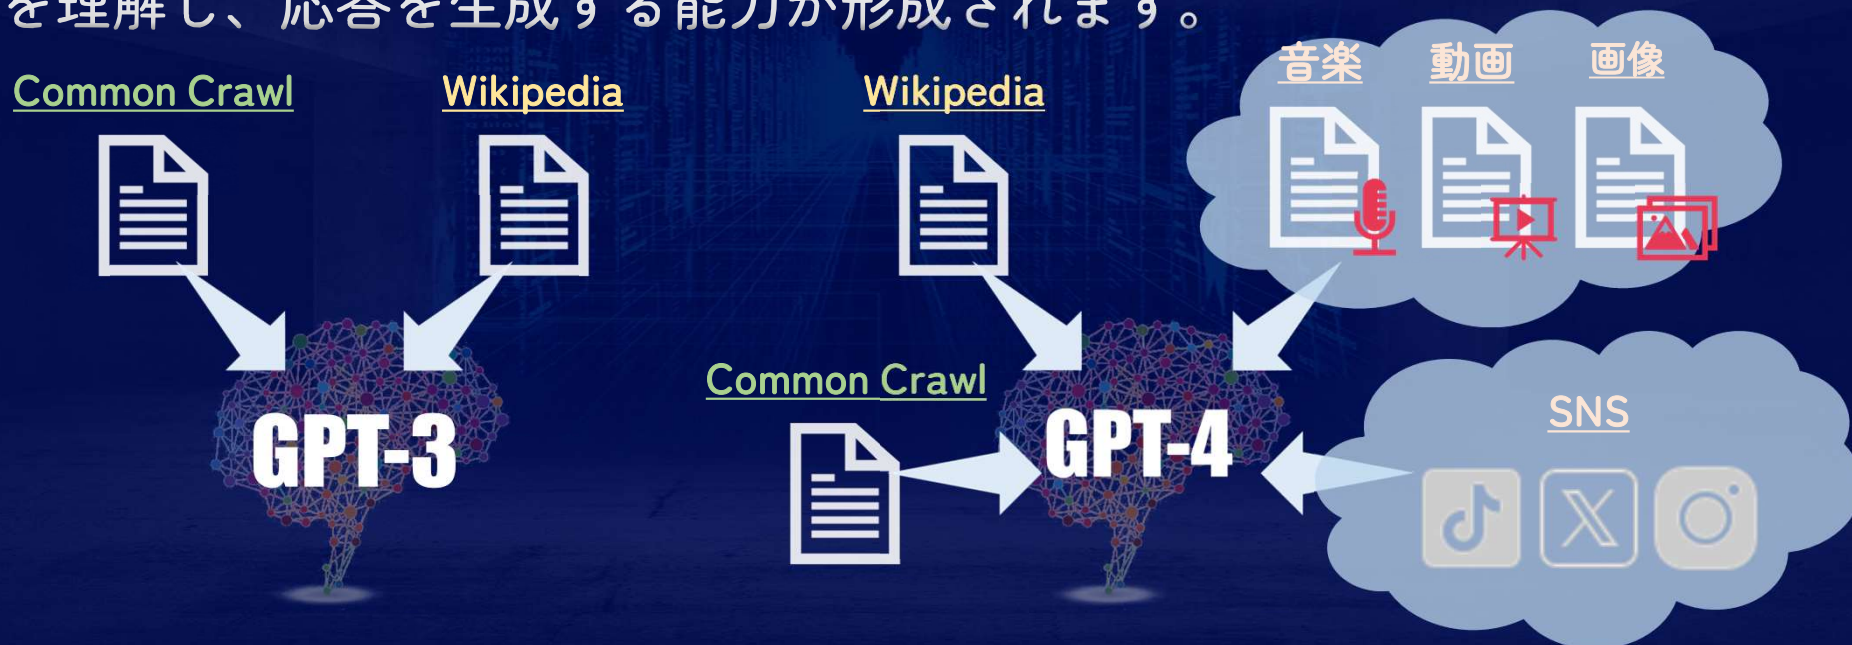 を理解し、応答を生成する能力が形成されます。
Common Crawl
Wikipedia
GPT-3
Wikipedia
音楽
動画
画像
Common Crawl
GPT-4
SNS